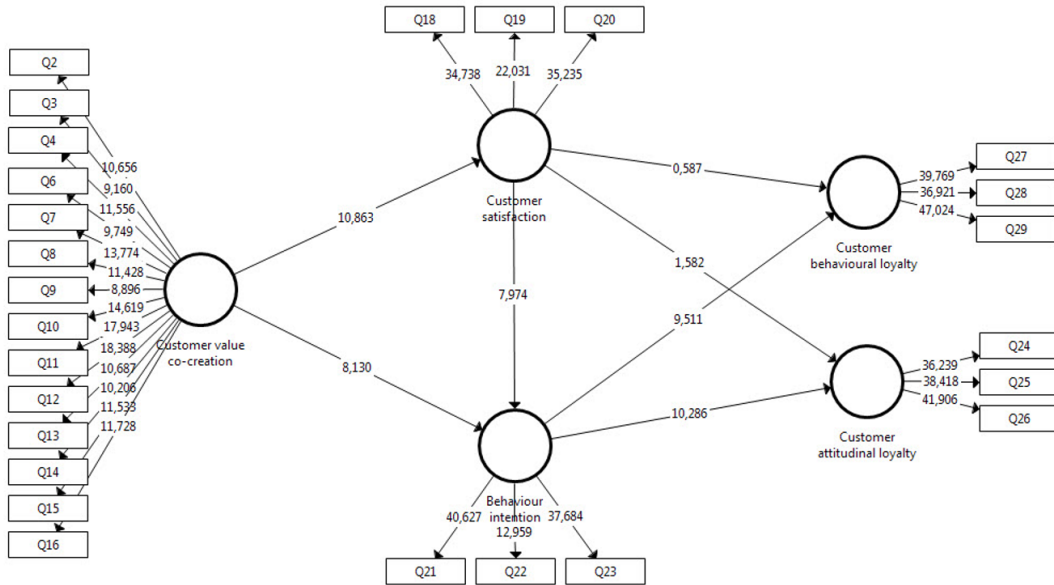 Q18
Q19
Q20
34,738
22,031
35,235
Q2
Q3
Q4
Q6
Q7
Q8
Q9
Q10
Q11
Q12
Q13
Q14
Q15
Q16
10,656
9,160
11,556
9,749
13,774
11,428
8,896
14,619
17,943
18,388
10,687
10,206
11,533
11,728
Customer value
co-creation
10,863
8,130
Customer
satisfaction
7,974
0,587
1,582
9,511
10,286
Customer
behavioural loyalty
39,769
36,921
47,024
Q27
Q28
Q29
Customer
attitudinal loyalty
36,239
38,418
41,906
Q24
Q25
Q26
Behaviour
intention
40,627
12,959
37,684
Q21
Q22
Q23